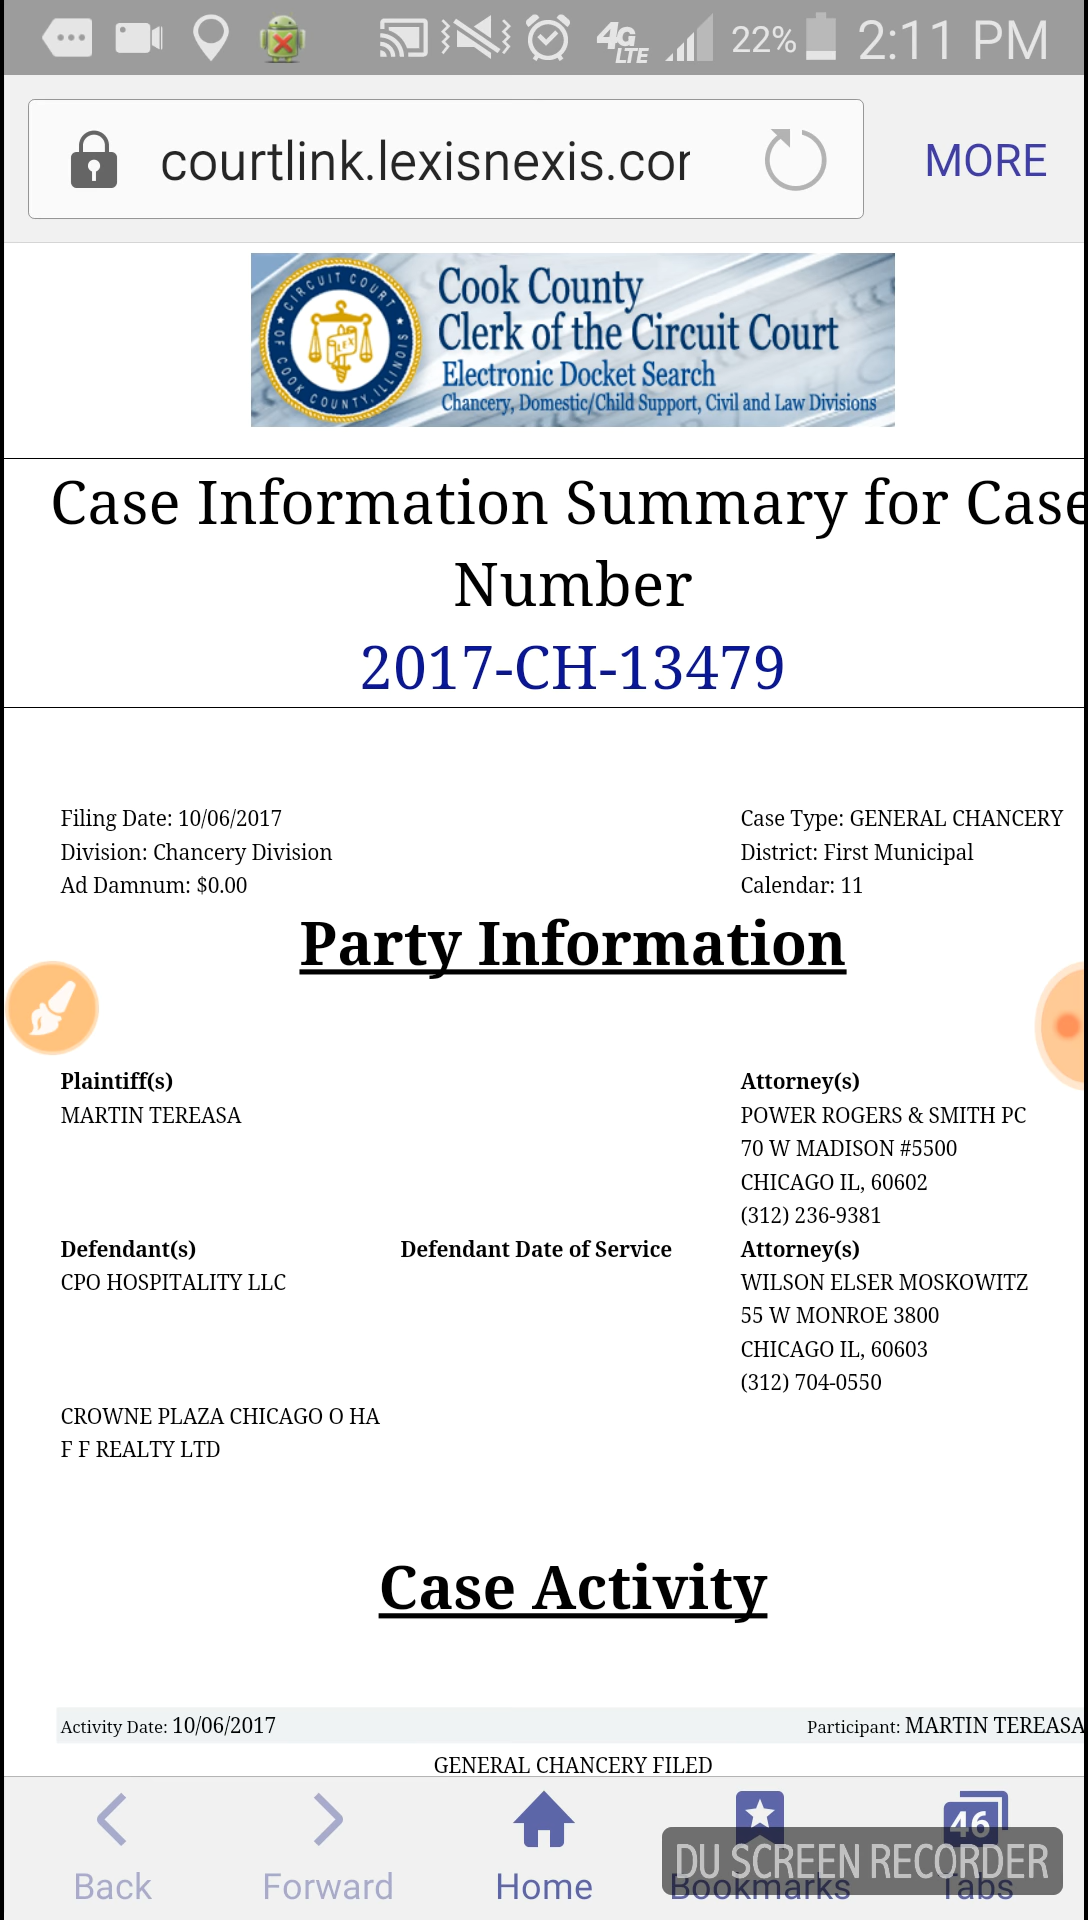 4G LTE 22% 2:11 PM
courtlink.lexisnexis.cor
MORE
CIRCUIT COURT OF COOK COUNTY, ILLINOIS
LEX
Cook County
Clerk of the Circuit Court
Electronic Docket Search
Chancery, Domestic/Child Support, Civil and Law Divisions
Case Information Summary for Case
Number
2017-CH-13479
Filing Date: 10/06/2017 Case Type: GENERAL CHANCERY
Division: Chancery Division District: First Municipal
Ad Damnum: $0.00 Calendar: 11
Party Information
Plaintiff(s) Attorney(s)
MARTIN TEREASA POWER ROGERS & SMITH PC
70 W MADISON #5500
CHICAGO IL, 60602
(312) 236-9381
Defendant(s) Defendant Date of Service Attorney(s)
CPO HOSPITALITY LLC WILSON ELSER MOSKOWITZ
55 W MONROE 3800
CHICAGO IL, 60603
(312) 704-0550
CROWNE PLAZA CHICAGO O HA
F F REALTY LTD
Case Activity
Activity Date: 10/06/2017 Participant: MARTIN TEREASA
GENERAL CHANCERY FILED
46
DU SCREEN RECORDER
Back Forward Home Bookmarks Tabs